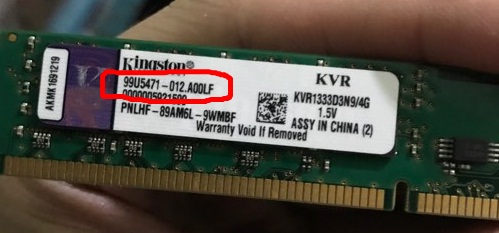 Kingston
KVR
99U5471-012.A00LF
KVR1333D3N9/4G
0000005921509
1.5V
PNLHF-89AM6L-9WMBF
ASSY IN CHINA (2)
Warranty Void If Removed
AKMK1691219